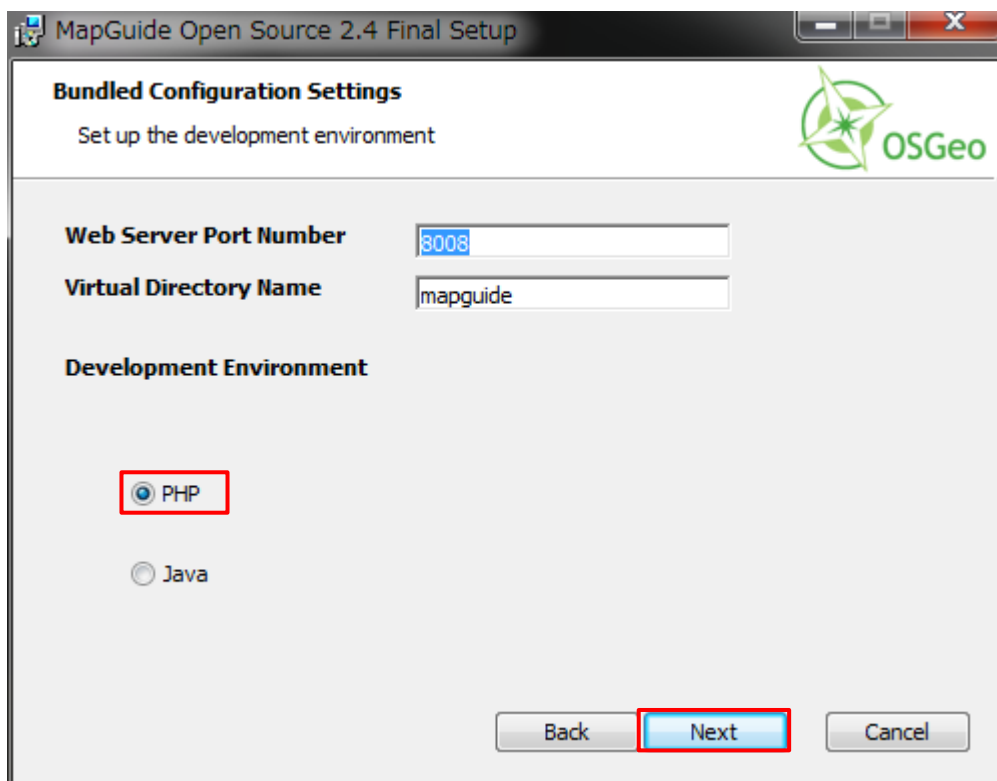 MapGuide Open Source 2.4 Final Setup
Bundled Configuration Settings
Set up the development environment
OSGeo
Web Server Port Number
8008
Virtual Directory Name
mapguide
Development Environment
PHP
Java
Back
Next
Cancel